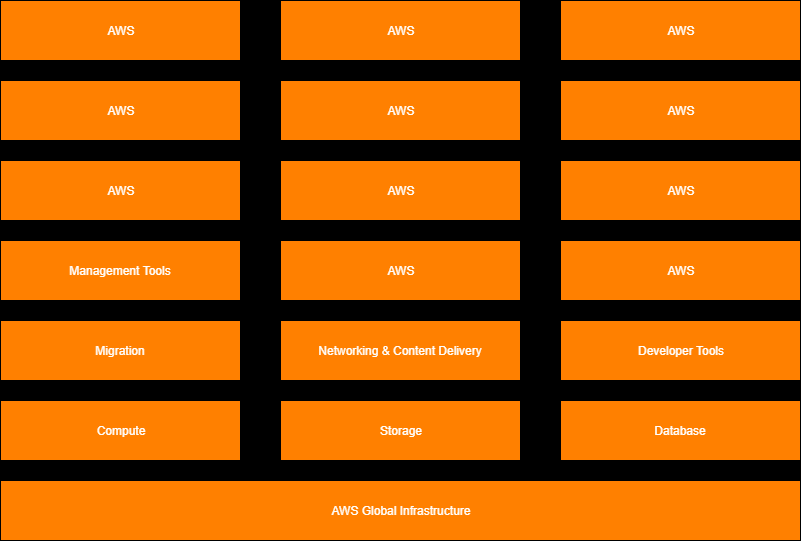 AWS
AWS
AWS
AWS
AWS
AWS
AWS
AWS
AWS
Management Tools
AWS
AWS
Migration
Networking & Content Delivery
Developer Tools
Compute
Storage
Database
AWS Global Infrastructure